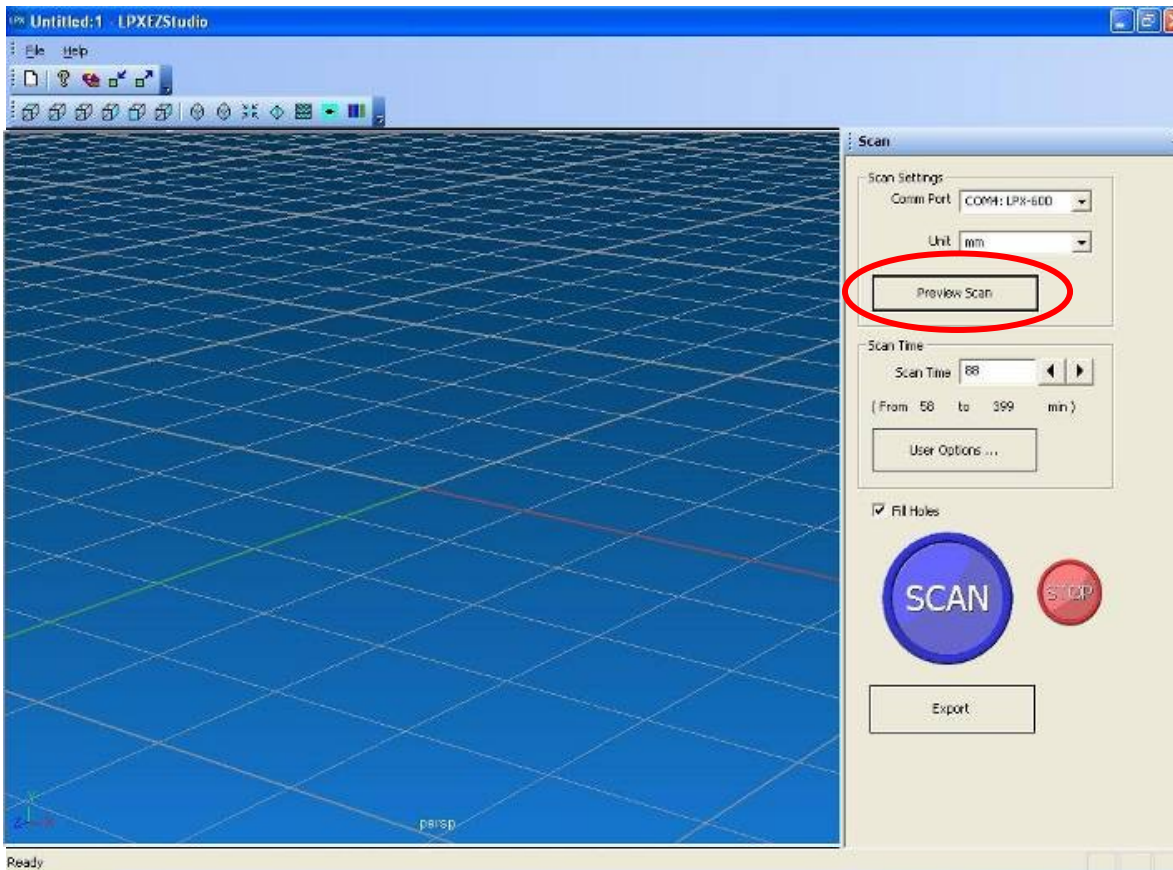 LPX Untitled:1 - LPXEZStudio
File Help
Scan
Scan Settings
Comm Port COM4: LPX-600
Unit mm
Preview Scan
Scan Time
Scan Time 88
( From 58 to 399 min )
User Options ...
Fill Holes
SCAN STOP
Export
Y
Z X
persp
Ready